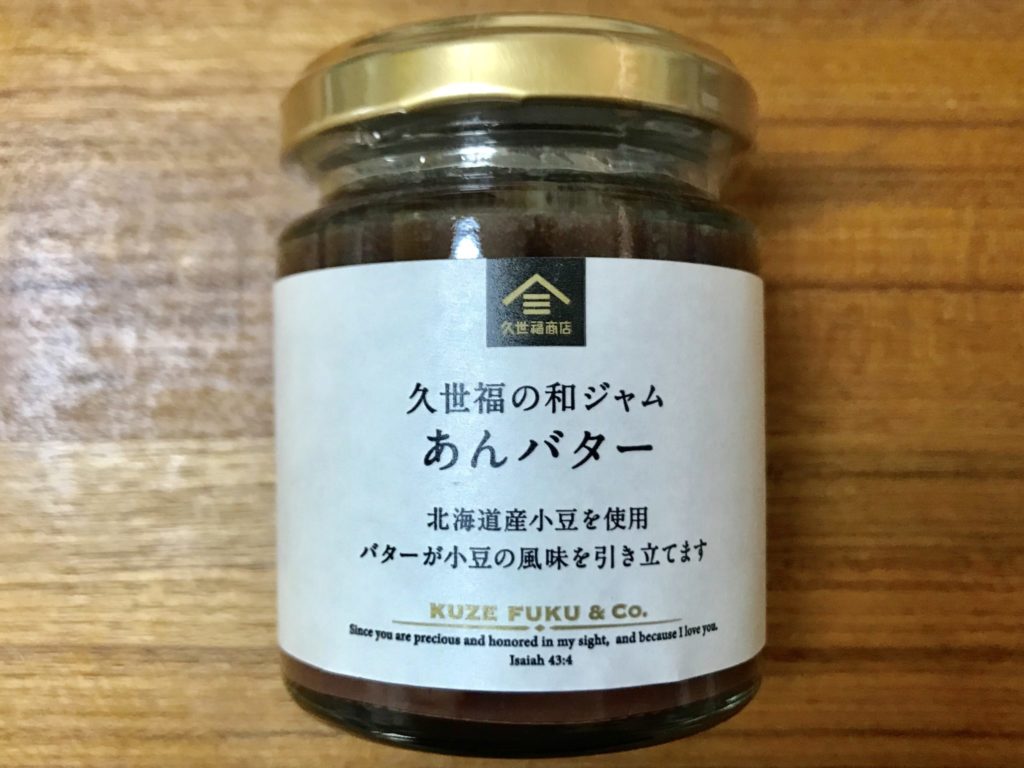 久世福商店
久世福の和ジャム
あんバター
北海道産小豆を使用
バターが小豆の風味を引き立てます
KUZE FUKU & Co.
Since you are precious and honored in my sight, and because I love you.
Isaiah 43:4